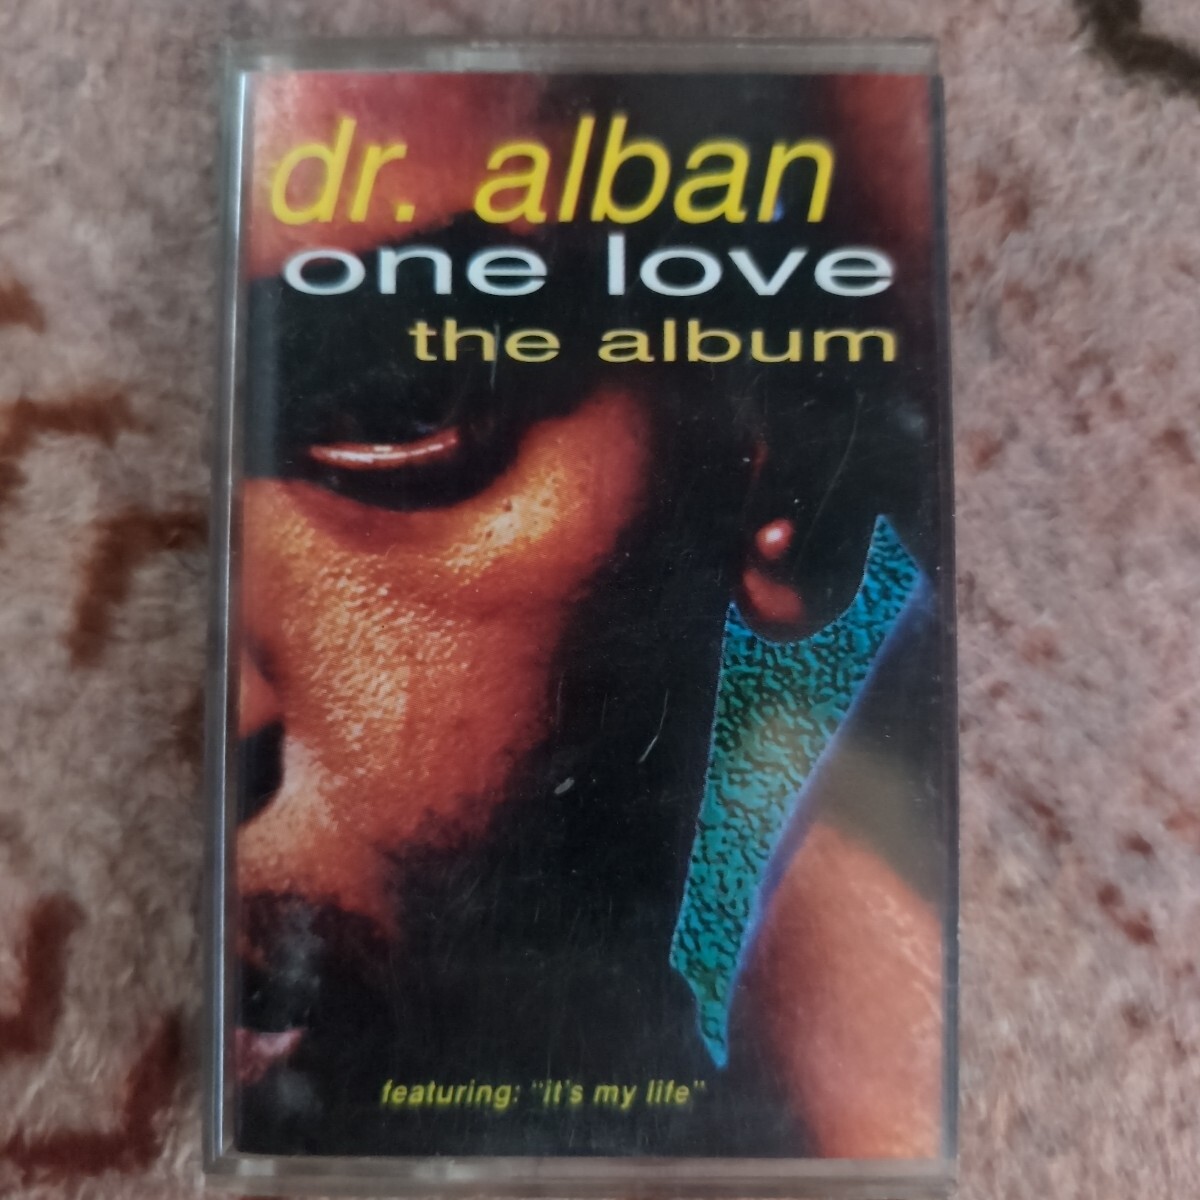 dr. alban
one love
the album
featuring: "it's my life"